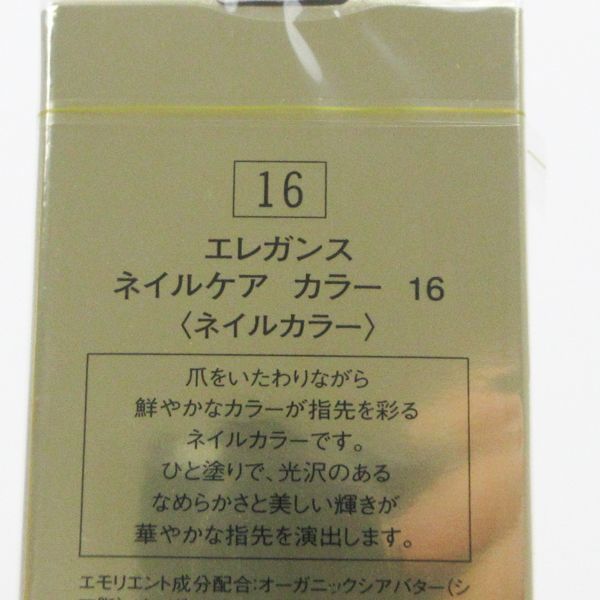 16
エレガンス
ネイルケア カラー 16
〈ネイルカラー〉
爪をいたわりながら
鮮やかなカラーが指先を彩る
ネイルカラーです。
ひと塗りで、光沢のある
なめらかさと美しい輝きが
華やかな指先を演出します。
エモリエント成分配合:オーガニックシアバター(シ